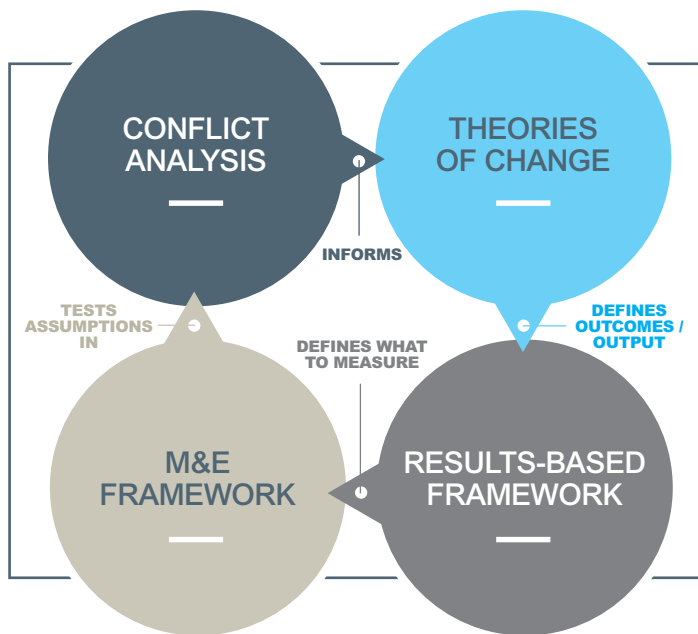 CONFLICT
ANALYSIS
THEORIES
OF CHANGE
INFORMS
TESTS
ASSUMPTIONS
IN
DEFINES
OUTCOMES /
OUTPUT
DEFINES WHAT
TO MEASURE
M&E
FRAMEWORK
RESULTS-BASED
FRAMEWORK